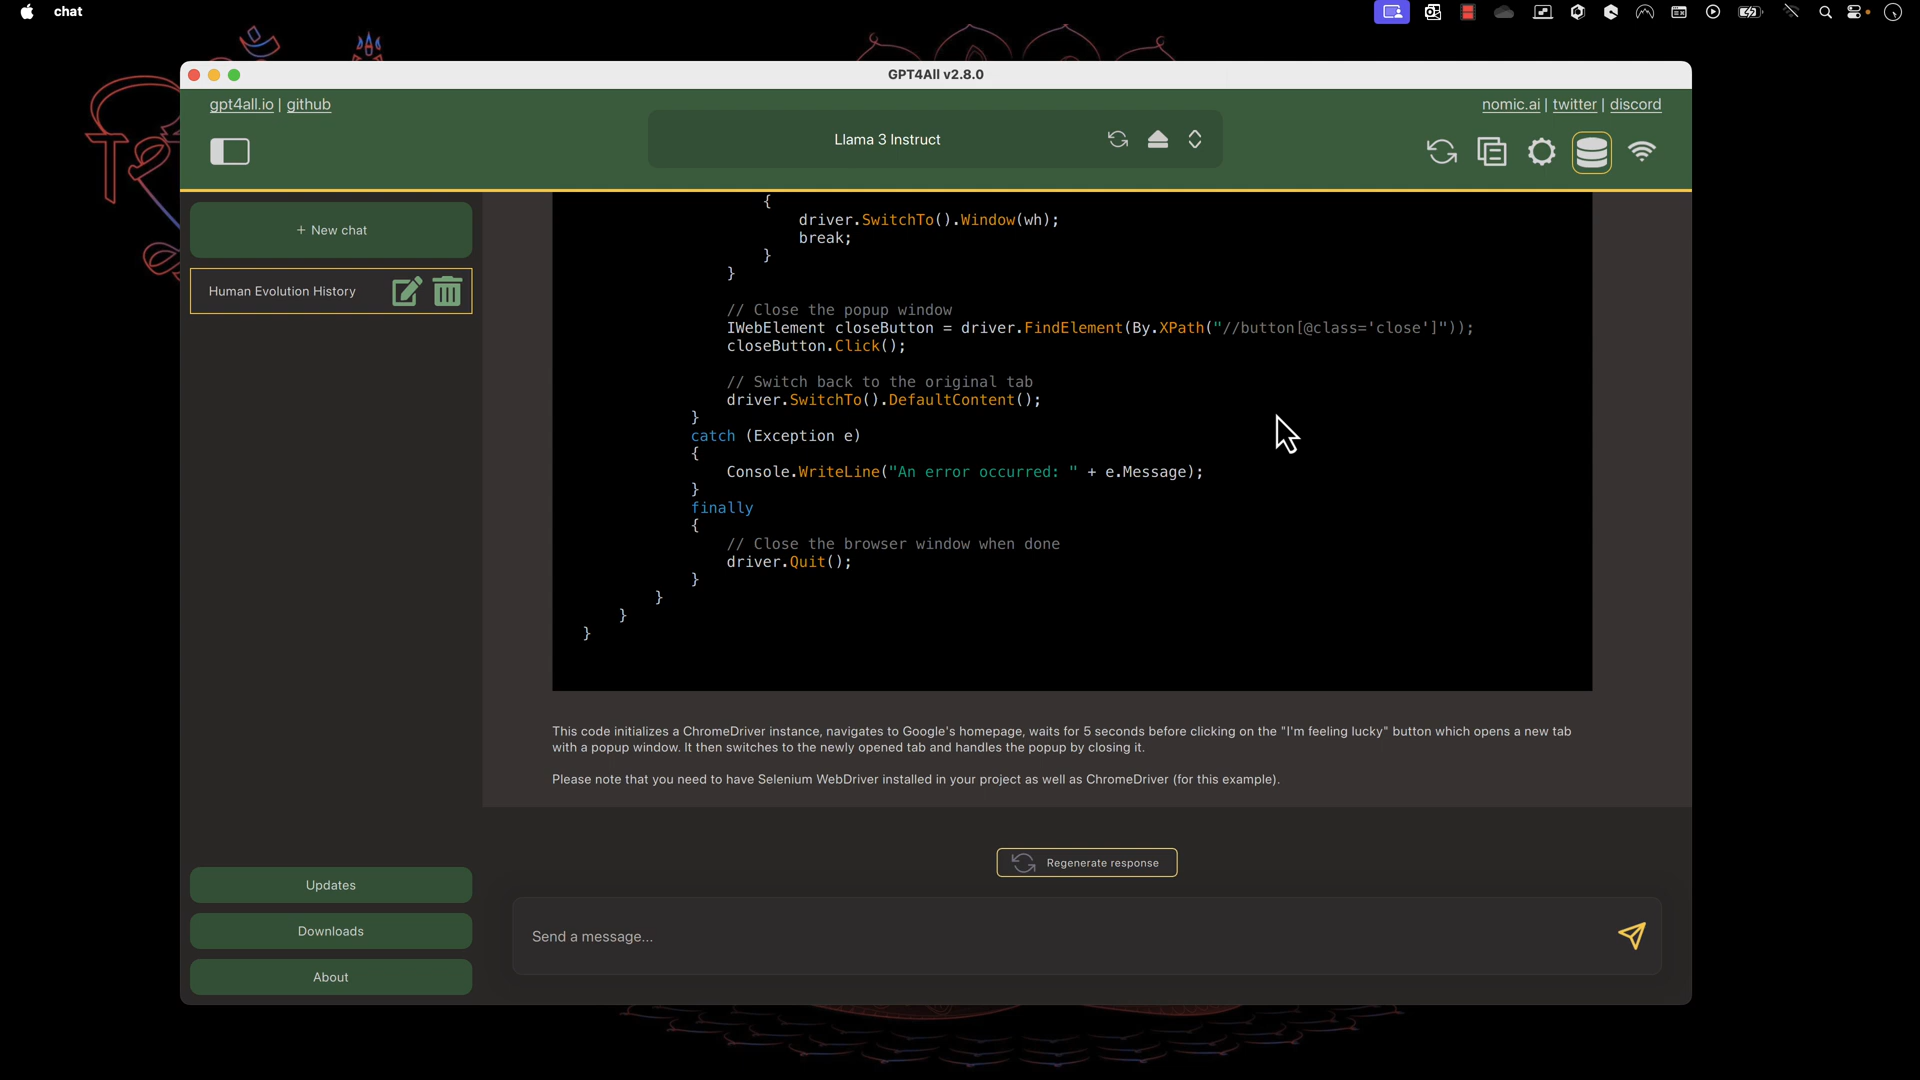 chat
GPT4All v2.8.0
gpt4all.io | github
nomic.ai | twitter | discord
Llama 3 Instruct
+ New chat
Human Evolution History
{
driver.SwitchTo().Window(wh);
break;
}
}
// Close the popup window
IWebElement closeButton = driver.FindElement(By.XPath("//button[@class='close']"));
closeButton.Click();
// Switch back to the original tab
driver.SwitchTo().DefaultContent();
}
catch (Exception e)
{
Console.WriteLine("An error occurred: " + e.Message);
}
finally
{
// Close the browser window when done
driver.Quit();
}
}
}
}
This code initializes a ChromeDriver instance, navigates to Google's homepage, waits for 5 seconds before clicking on the "I'm feeling lucky" button which opens a new tab
with a popup window. It then switches to the newly opened tab and handles the popup by closing it.
Please note that you need to have Selenium WebDriver installed in your project as well as ChromeDriver (for this example).
Regenerate response
Send a message...
Updates
Downloads
About